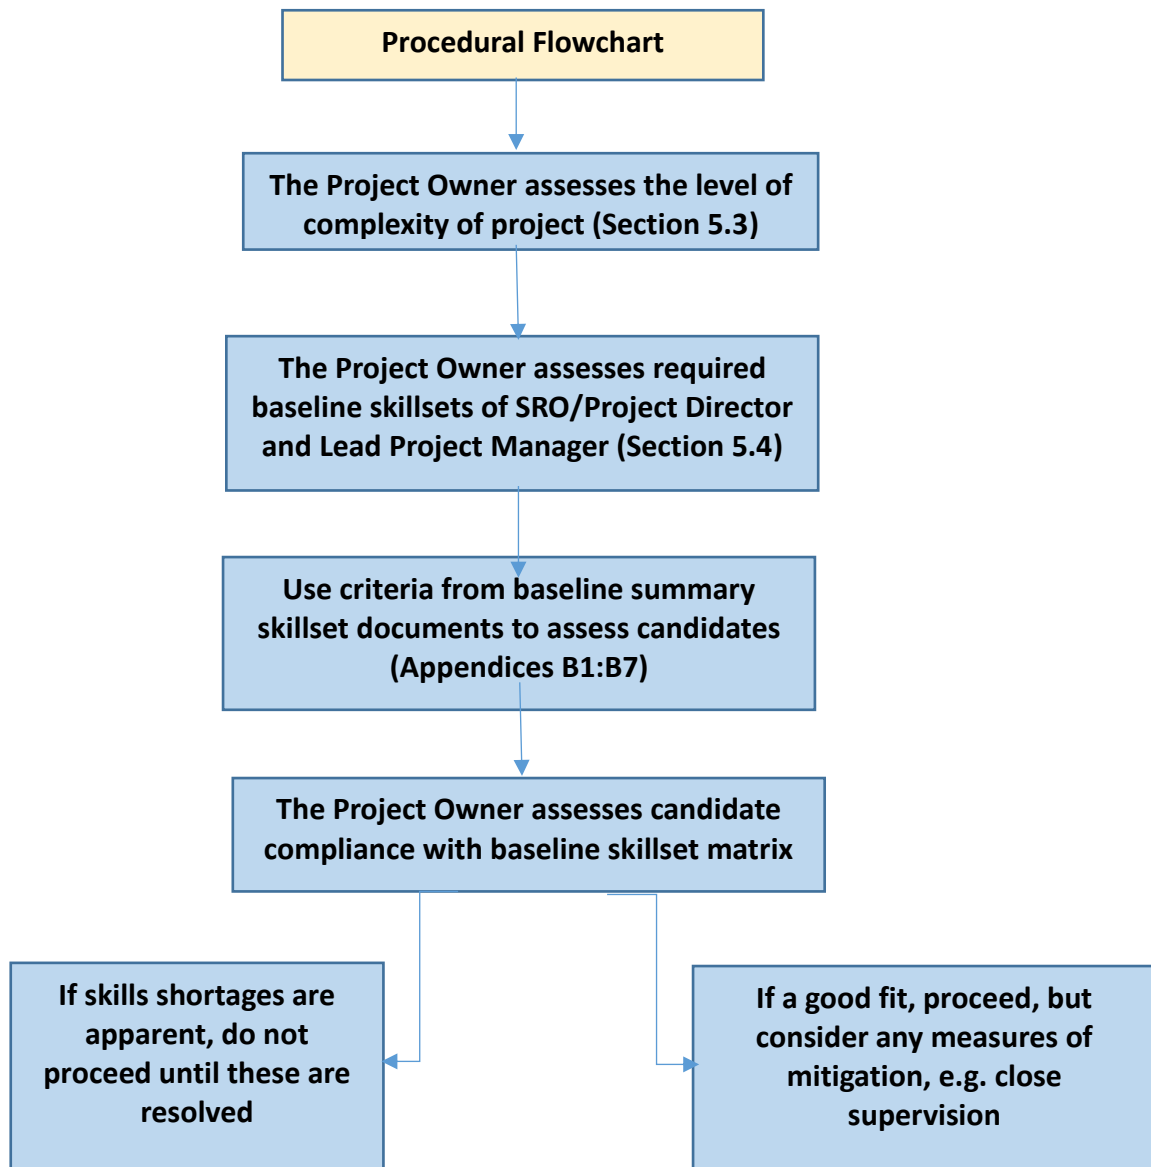 Procedural Flowchart
The Project Owner assesses the level of
complexity of project (Section 5.3)
The Project Owner assesses required
baseline skillsets of SRO/Project Director
and Lead Project Manager (Section 5.4)
Use criteria from baseline summary
skillset documents to assess candidates
(Appendices B1:B7)
The Project Owner assesses candidate
compliance with baseline skillset matrix
If skills shortages are
apparent, do not
proceed until these are
resolved
If a good fit, proceed, but
consider any measures of
mitigation, e.g. close
supervision